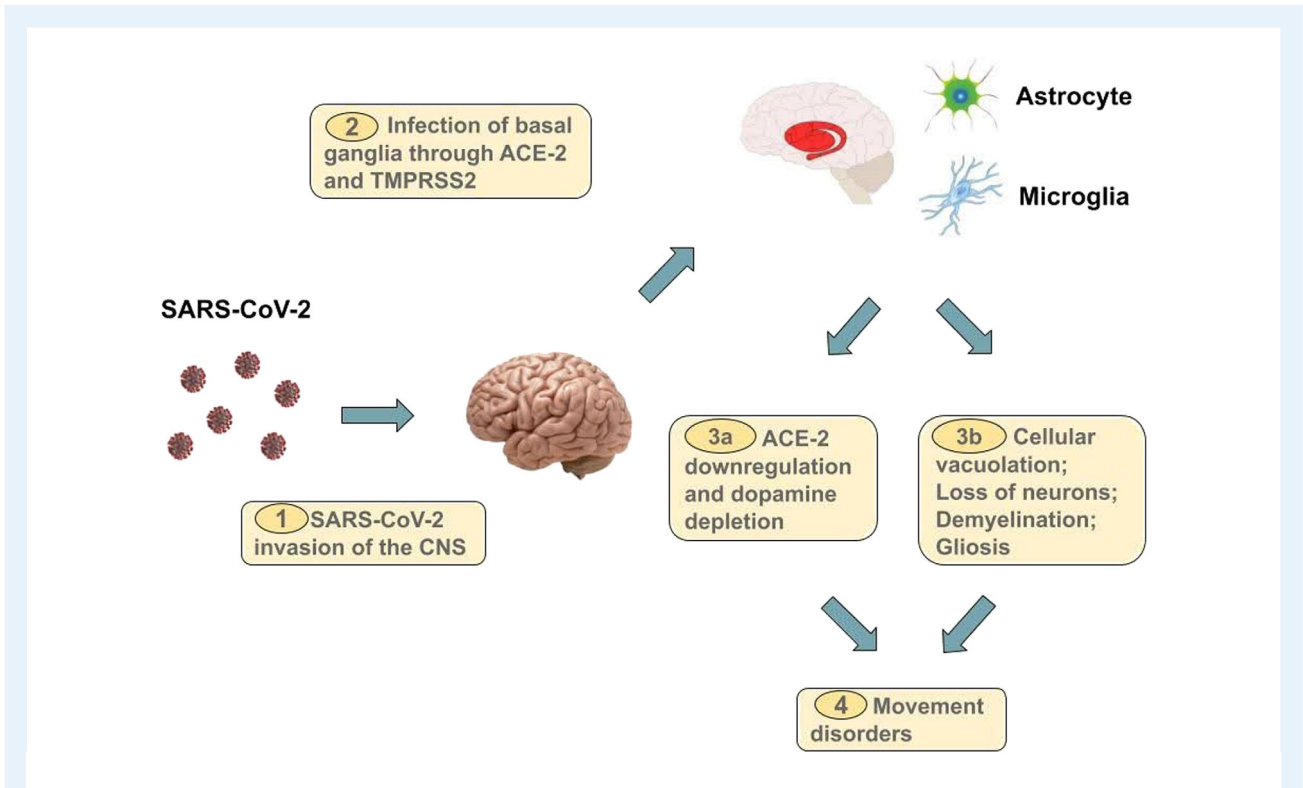 SARS-CoV-2
1 SARS-CoV-2
invasion of the CNS
2 Infection of basal
ganglia through ACE-2
and TMPRSS2
Astrocyte
Microglia
3a ACE-2
downregulation
and dopamine
depletion
3b Cellular
vacuolation;
Loss of neurons;
Demyelination;
Gliosis
4 Movement
disorders